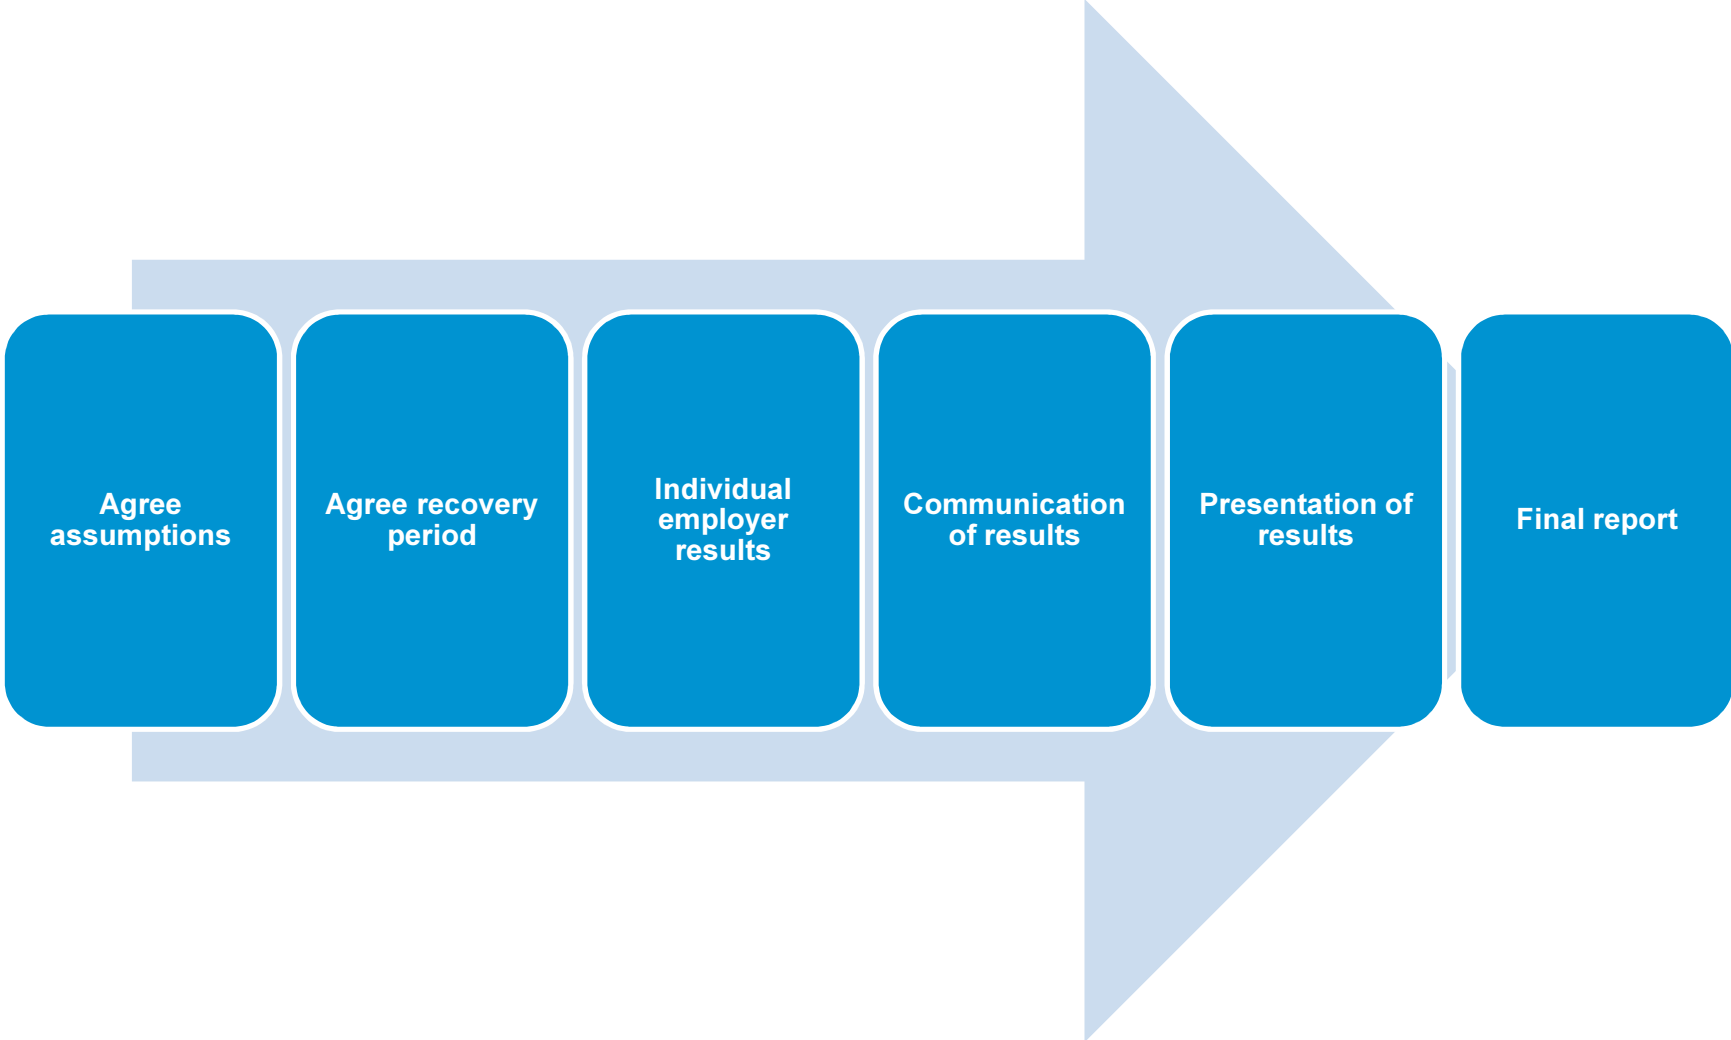 Agree
assumptions
Agree recovery
period
Individual
employer
results
Communication
of results
Presentation of
results
Final report